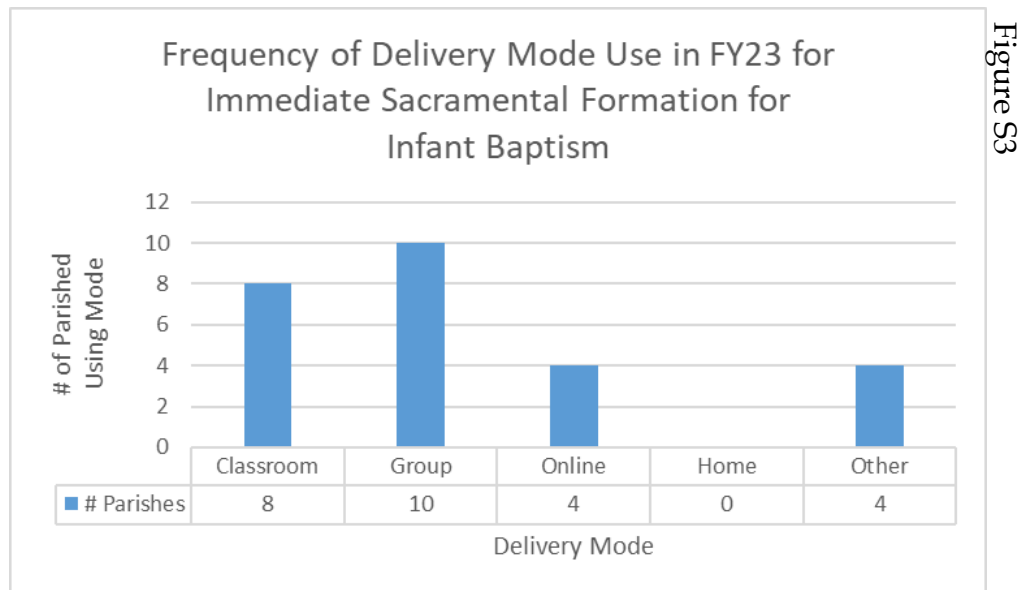 Frequency of Delivery Mode Use in FY23 for
Immediate Sacramental Formation for
Infant Baptism
# of Parished
Using Mode
12
10
8
6
4
2
0
Classroom Group Online Home Other
# Parishes 8 10 4 0 4
Delivery Mode
Figure S3